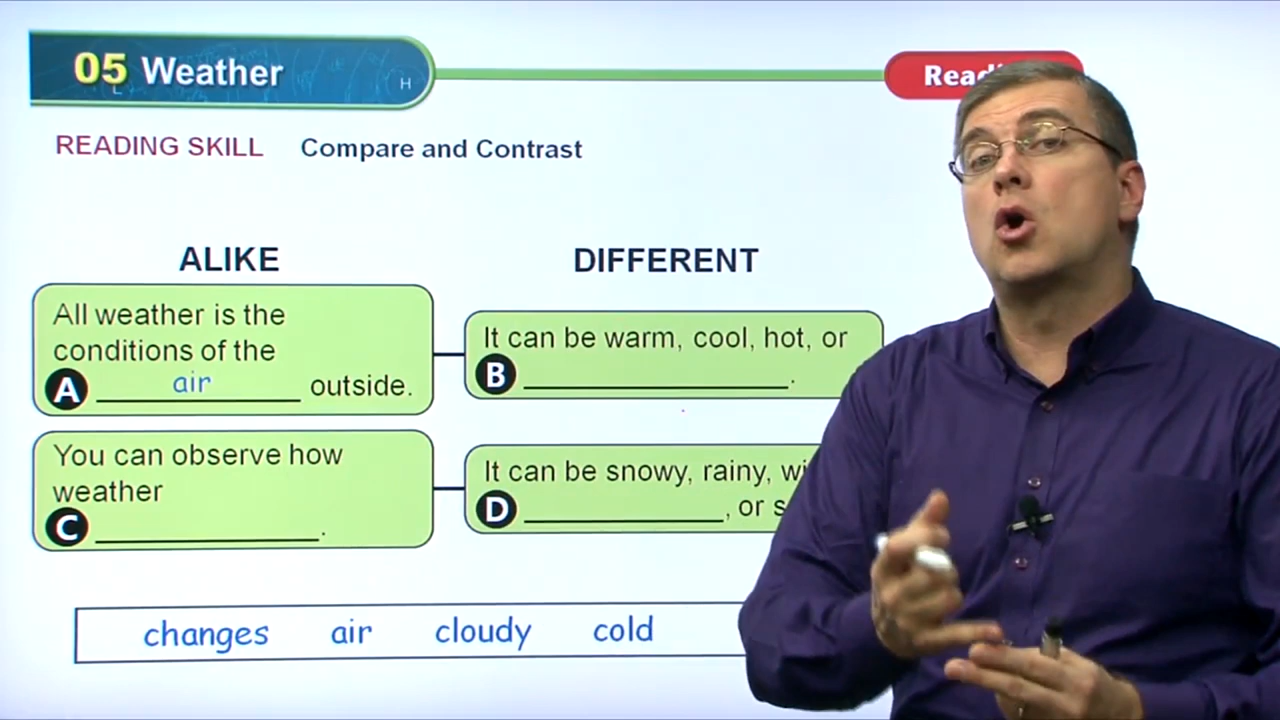 05 Weather
L
H
READING SKILL Compare and Contrast
ALIKE
DIFFERENT
All weather is the
conditions of the
A air outside.
It can be warm, cool, hot, or
B .
You can observe how
weather
C .
It can be snowy, rainy,
D , or
changes air cloudy cold